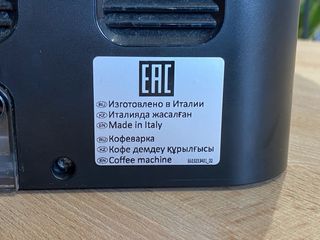 EAC
RU Изготовлено в Италии
KZ Италияда жасалған
EN Made in Italy
RU Кофеварка
KZ Кофе демдеу құрылғысы
EN Coffee machine